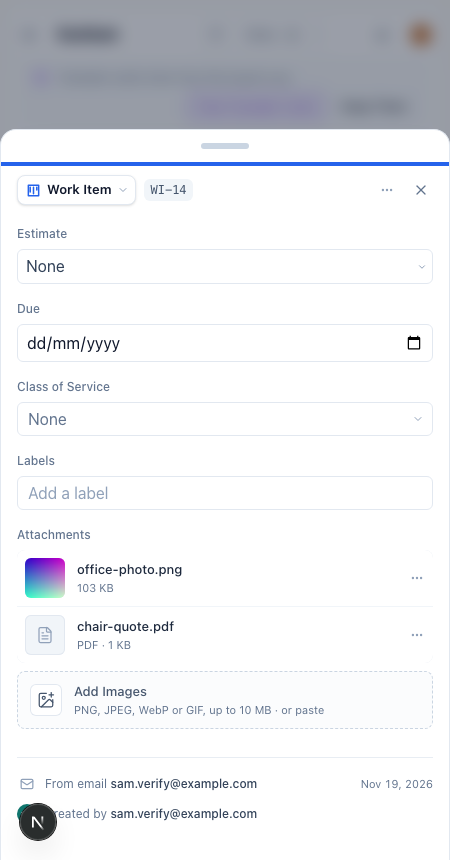 Work Item
WI-14
Estimate
None
Due
dd/mm/yyyy
Class of Service
None
Labels
Add a label
Attachments
office-photo.png
103 KB
chair-quote.pdf
PDF · 1 KB
Add Images
PNG, JPEG, WebP or GIF, up to 10 MB · or paste
From email sam.verify@example.com
Nov 19, 2026
reated by sam.verify@example.com
N